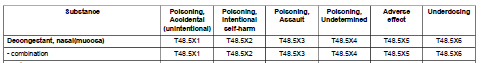 Substance | Poisoning, Accidental (unintentional) | Poisoning, Intentional self-harm | Poisoning, Assault | Poisoning, Undetermined | Adverse effect | Underdosing
Decongestant, nasal(mucosa) | T48.5X1 | T48.5X2 | T48.5X3 | T48.5X4 | T48.5X5 | T48.5X6
- combination | T48.5X1 | T48.5X2 | T48.5X3 | T48.5X4 | T48.5X5 | T48.5X6